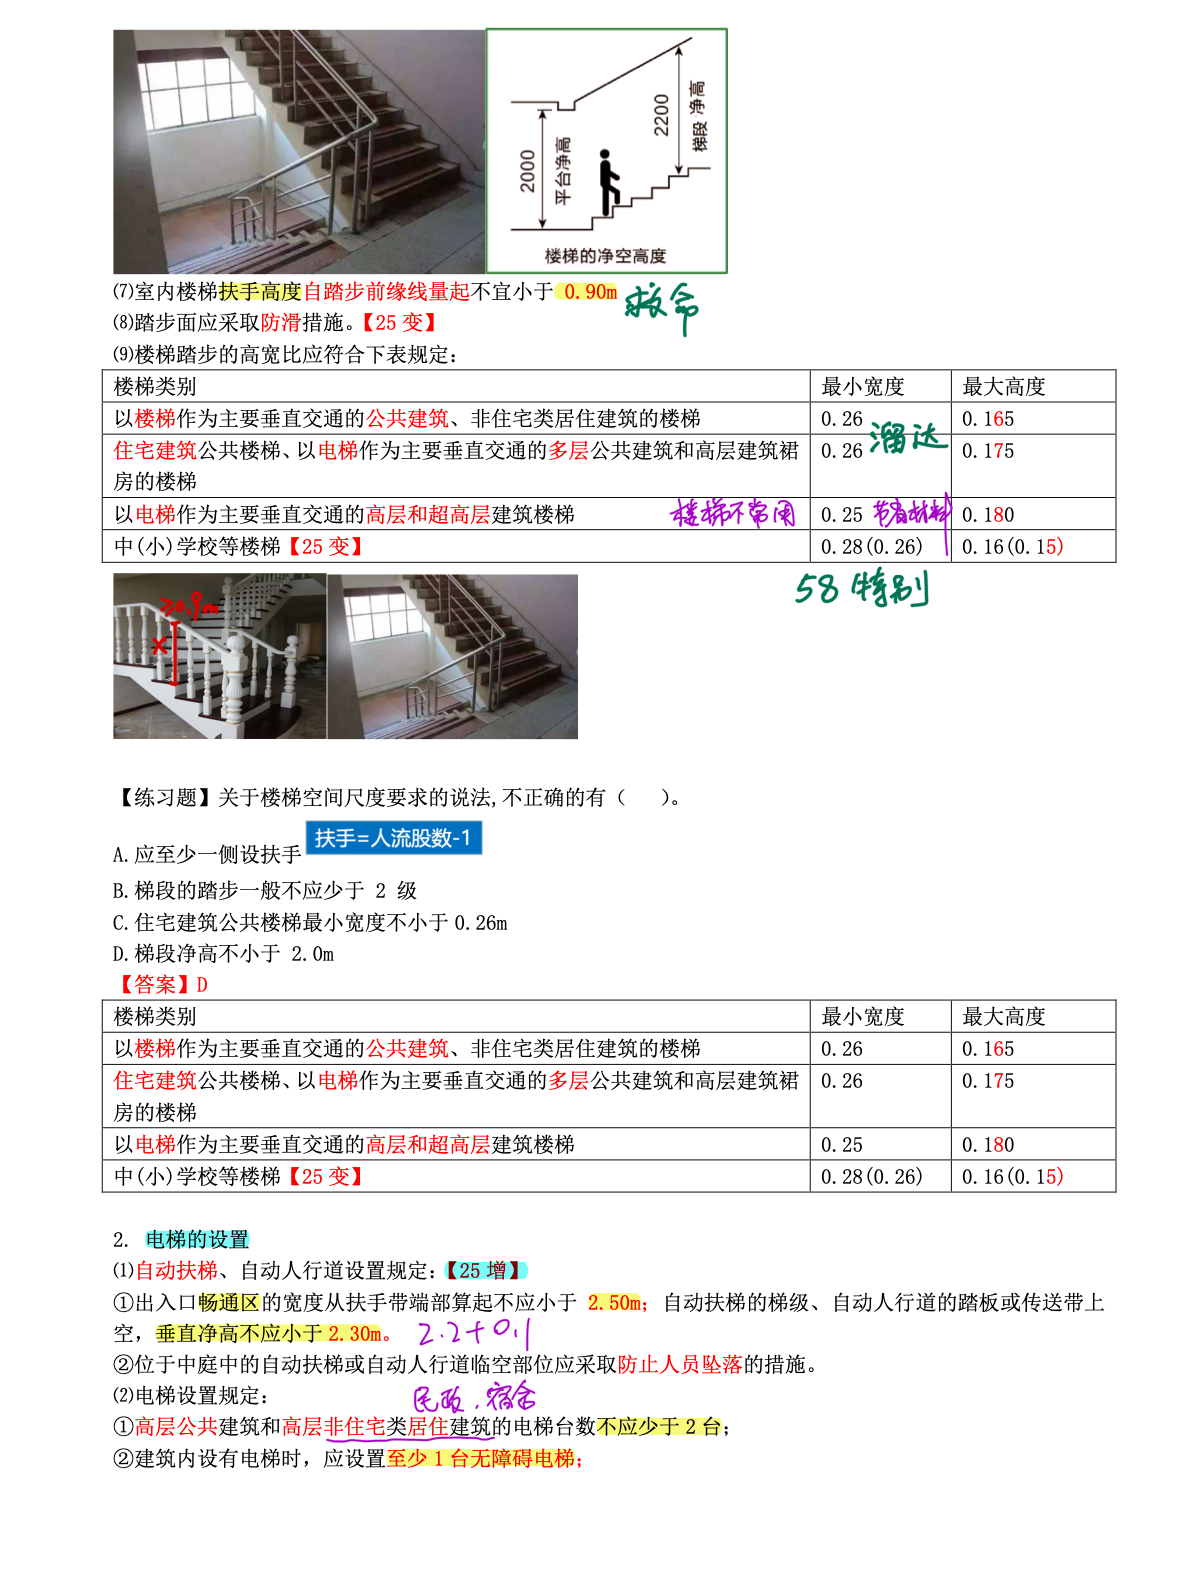 2000
平台净高
2200
梯段 净高
楼梯的净空高度
⑺室内楼梯扶手高度自踏步前缘线量起不宜小于 0.90m 救命
⑻踏步面应采取防滑措施。【25 变】
⑼楼梯踏步的高宽比应符合下表规定：
楼梯类别 最小宽度 最大高度
以楼梯作为主要垂直交通的公共建筑、非住宅类居住建筑的楼梯 0.26 0.165
住宅建筑公共楼梯、以电梯作为主要垂直交通的多层公共建筑和高层建筑裙 0.26 溜达 0.175
房的楼梯
以电梯作为主要垂直交通的高层和超高层建筑楼梯 楼梯不常用 0.25 节省材料 0.180
中(小)学校等楼梯【25 变】 0.28(0.26) 0.16(0.15)
58特别
≥0.9m
【练习题】关于楼梯空间尺度要求的说法,不正确的有（ ）。
A.应至少一侧设扶手 扶手=人流股数-1
B.梯段的踏步一般不应少于 2 级
C.住宅建筑公共楼梯最小宽度不小于0.26m
D.梯段净高不小于 2.0m
【答案】D
楼梯类别 最小宽度 最大高度
以楼梯作为主要垂直交通的公共建筑、非住宅类居住建筑的楼梯 0.26 0.165
住宅建筑公共楼梯、以电梯作为主要垂直交通的多层公共建筑和高层建筑裙 0.26 0.175
房的楼梯
以电梯作为主要垂直交通的高层和超高层建筑楼梯 0.25 0.180
中(小)学校等楼梯【25 变】 0.28(0.26) 0.16(0.15)
2. 电梯的设置
⑴自动扶梯、自动人行道设置规定：【25 增】
①出入口畅通区的宽度从扶手带端部算起不应小于 2.50m；自动扶梯的梯级、自动人行道的踏板或传送带上
空，垂直净高不应小于2.30m。 2.2+0.1
②位于中庭中的自动扶梯或自动人行道临空部位应采取防止人员坠落的措施。
⑵电梯设置规定： 民政.宿舍
①高层公共建筑和高层非住宅类居住建筑的电梯台数不应少于2台；
②建筑内设有电梯时，应设置至少1台无障碍电梯；